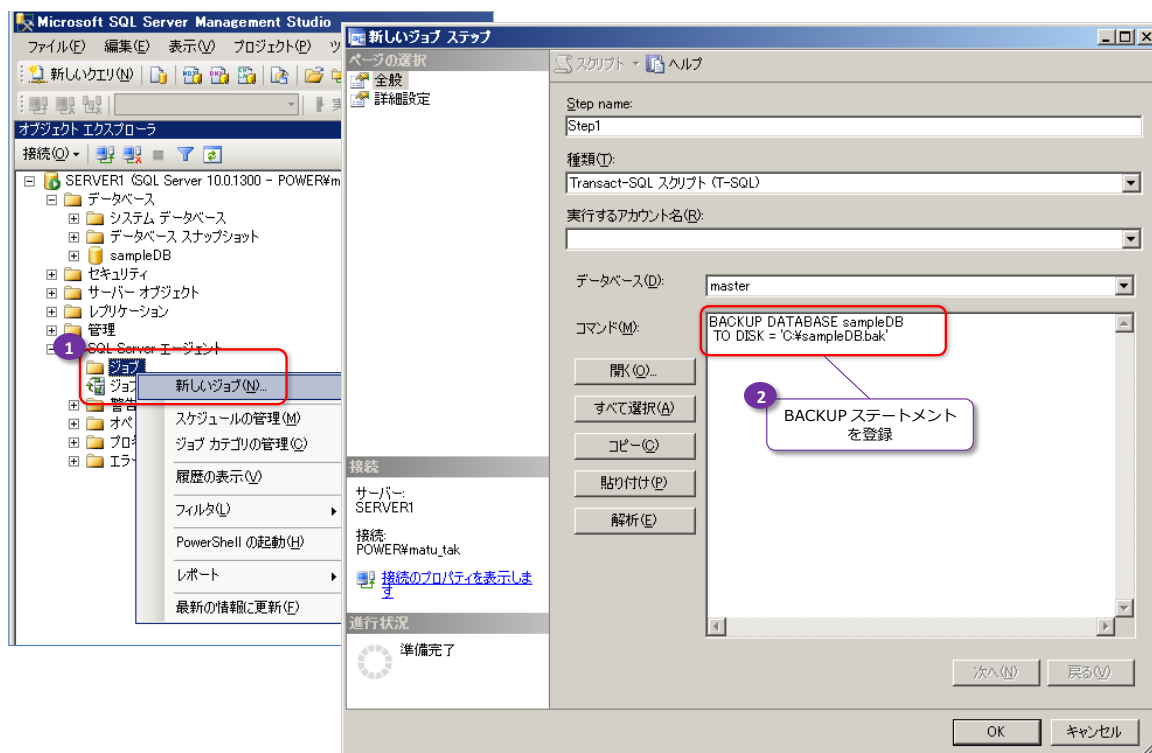 Microsoft SQL Server Management Studio
ファイル(F) 編集(E) 表示(V) プロジェクト(P) ツ
新しいクエリ(N)
オブジェクト エクスプローラ
接続(O)
SERVER1 (SQL Server 10.0.1300 - POWER¥m
データベース
システム データベース
データベース スナップショット
sampleDB
セキュリティ
サーバー オブジェクト
レプリケーション
管理
1
SQL Server エージェント
ジョブ
ジョブ
警告
オペ
プロ
エラー
新しいジョブ(N)...
スケジュールの管理(M)
ジョブ カテゴリの管理(C)
履歴の表示(V)
フィルタ(L)
PowerShell の起動(H)
レポート
最新の情報に更新(F)
新しいジョブ ステップ
ページの選択
全般
詳細設定
スクリプト
ヘルプ
Step name:
Step1
種類(T):
Transact-SQL スクリプト (T-SQL)
実行するアカウント名(R):
データベース(D):
master
コマンド(M):
BACKUP DATABASE sampleDB
TO DISK = 'C:¥sampleDB.bak'
開く(O)...
すべて選択(A)
コピー(C)
貼り付け(P)
解析(E)
2
BACKUP ステートメント
を登録
接続
サーバー:
SERVER1
接続:
POWER¥matu_tak
接続のプロパティを表示しま
す
進行状況
準備完了
次へ(N)
戻る(V)
OK
キャンセル